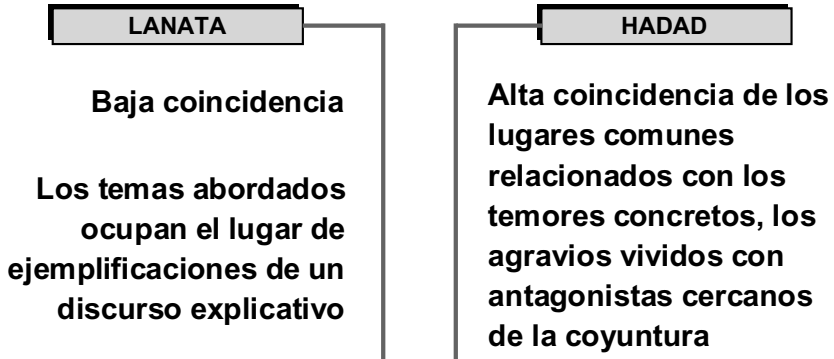 LANATA
Baja coincidencia
Los temas abordados
ocupan el lugar de
ejemplificaciones de un
discurso explicativo
HADAD
Alta coincidencia de los
lugares comunes
relacionados con los
temores concretos, los
agravios vividos con
antagonistas cercanos
de la coyuntura